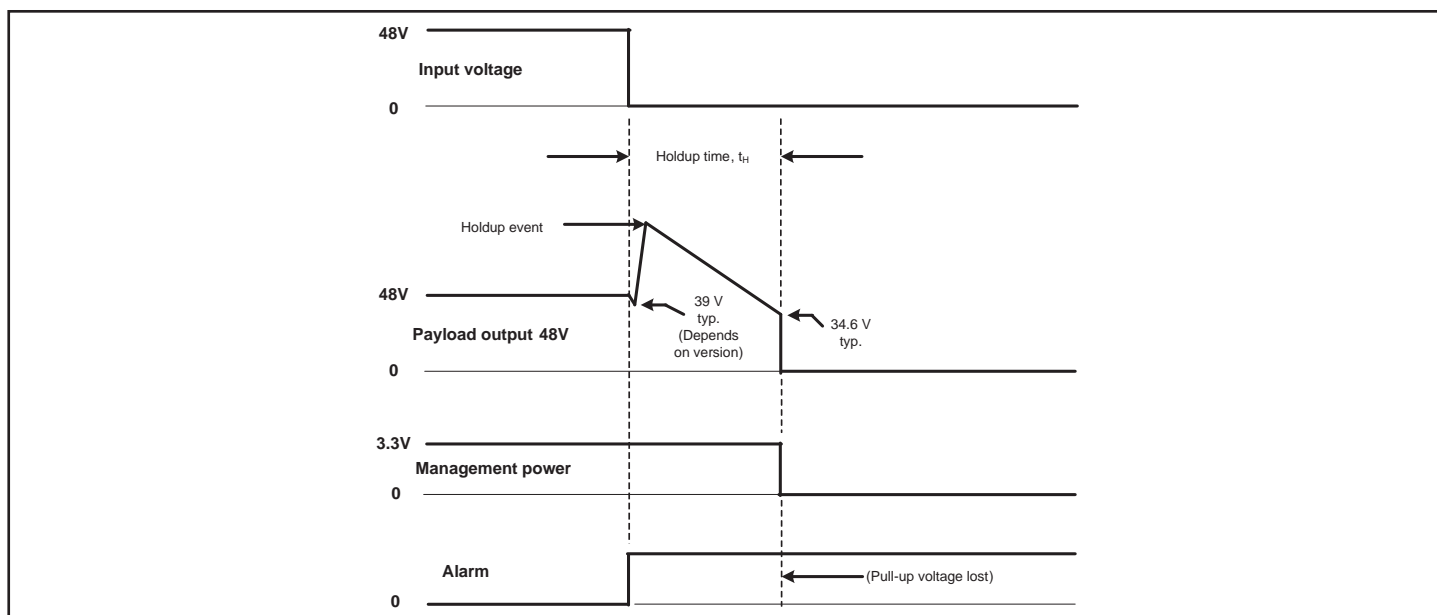 48V
Input voltage
0
Holdup time, tH
Holdup event
48V
39 V
typ.
(Depends
on version)
34.6 V
typ.
Payload output 48V
0
3.3V
Management power
0
Alarm
(Pull-up voltage lost)
0